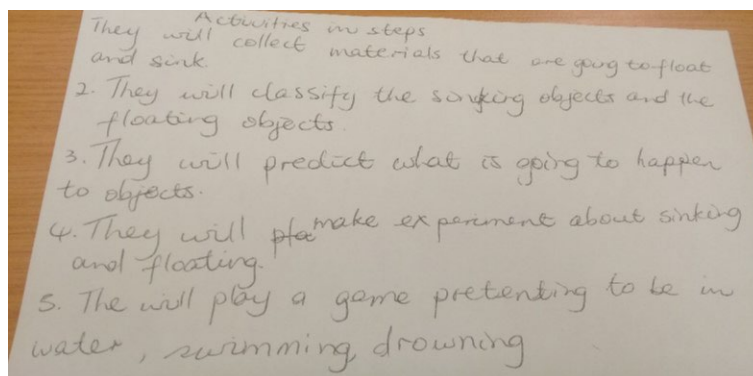 Activities in steps
They will collect materials that are going to float
and sink.
2. They will classify the sinking objects and the
floating objects.
3. They will predict what is going to happen
to objects.
4. They will make experiment about sinking
and floating.
5. The will play a game pretenting to be in
water, swimming, drowning